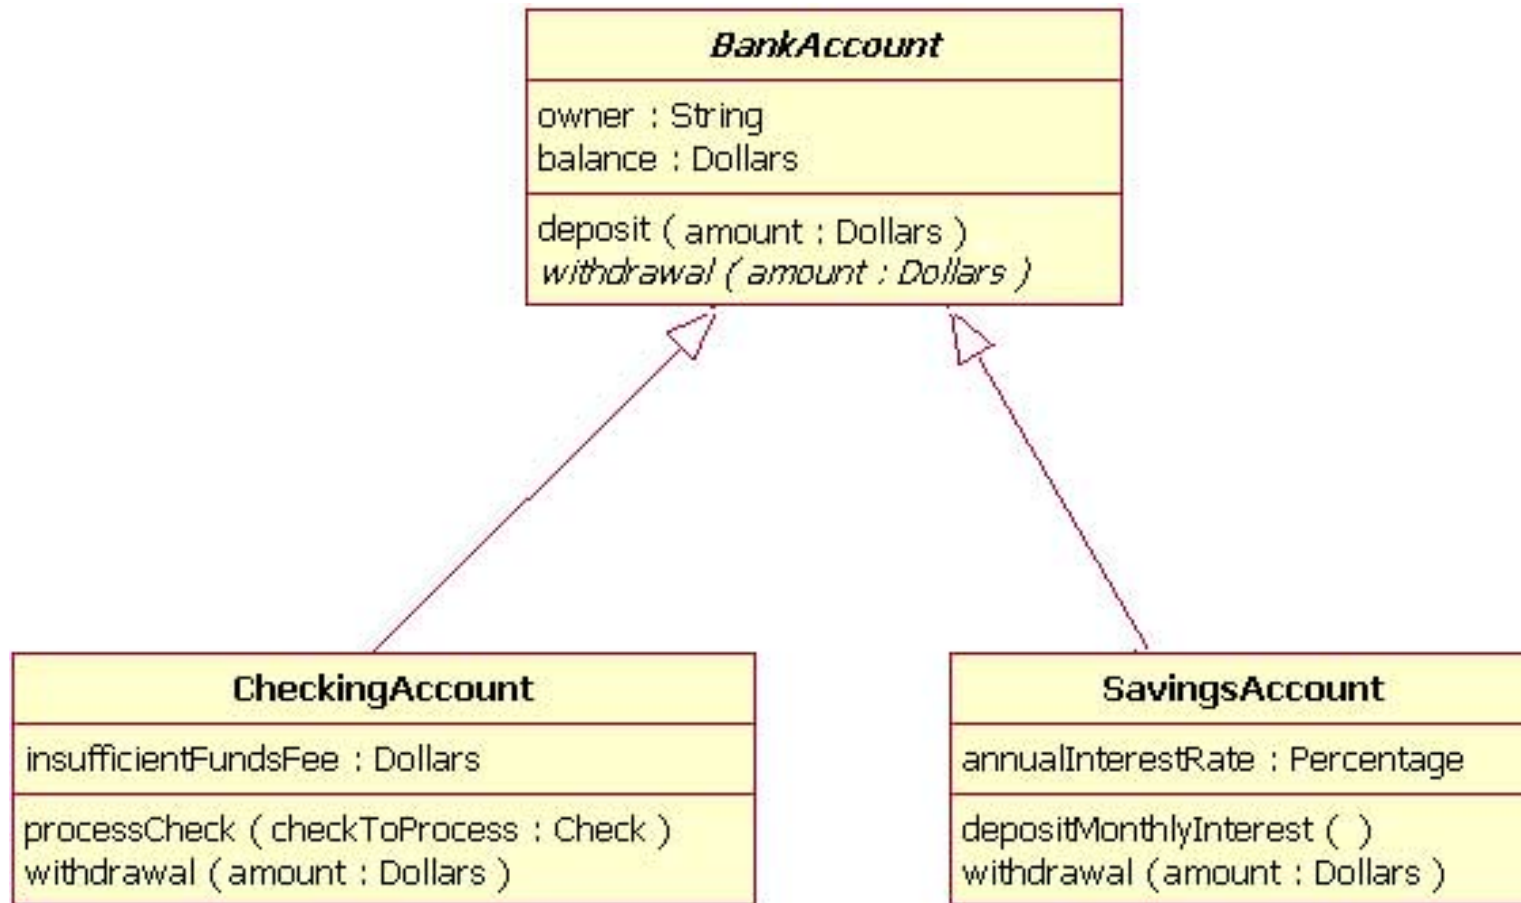 BankAccount
owner : String
balance : Dollars
deposit ( amount : Dollars )
withdrawal ( amount : Dollars )
CheckingAccount
insufficientFundsFee : Dollars
processCheck ( checkToProcess : Check )
withdrawal ( amount : Dollars )
SavingsAccount
annualInterestRate : Percentage
depositMonthlyInterest ( )
withdrawal ( amount : Dollars )